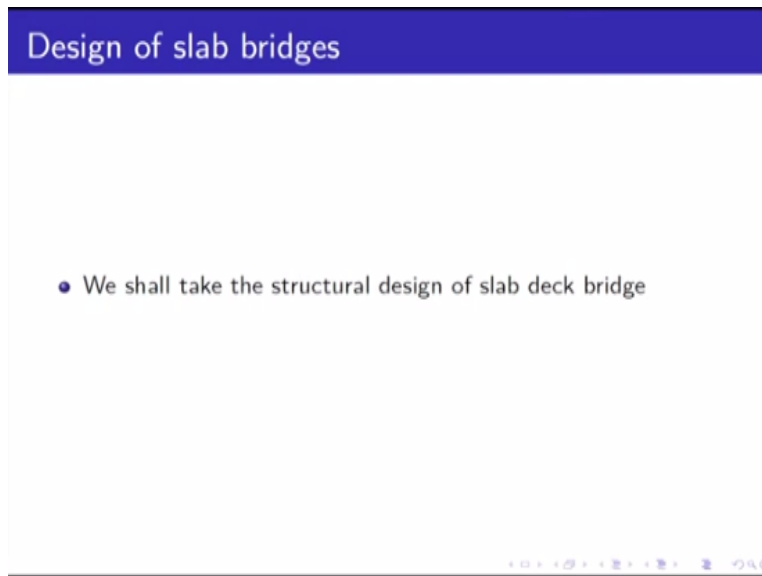 Design of slab bridges
We shall take the structural design of slab deck bridge